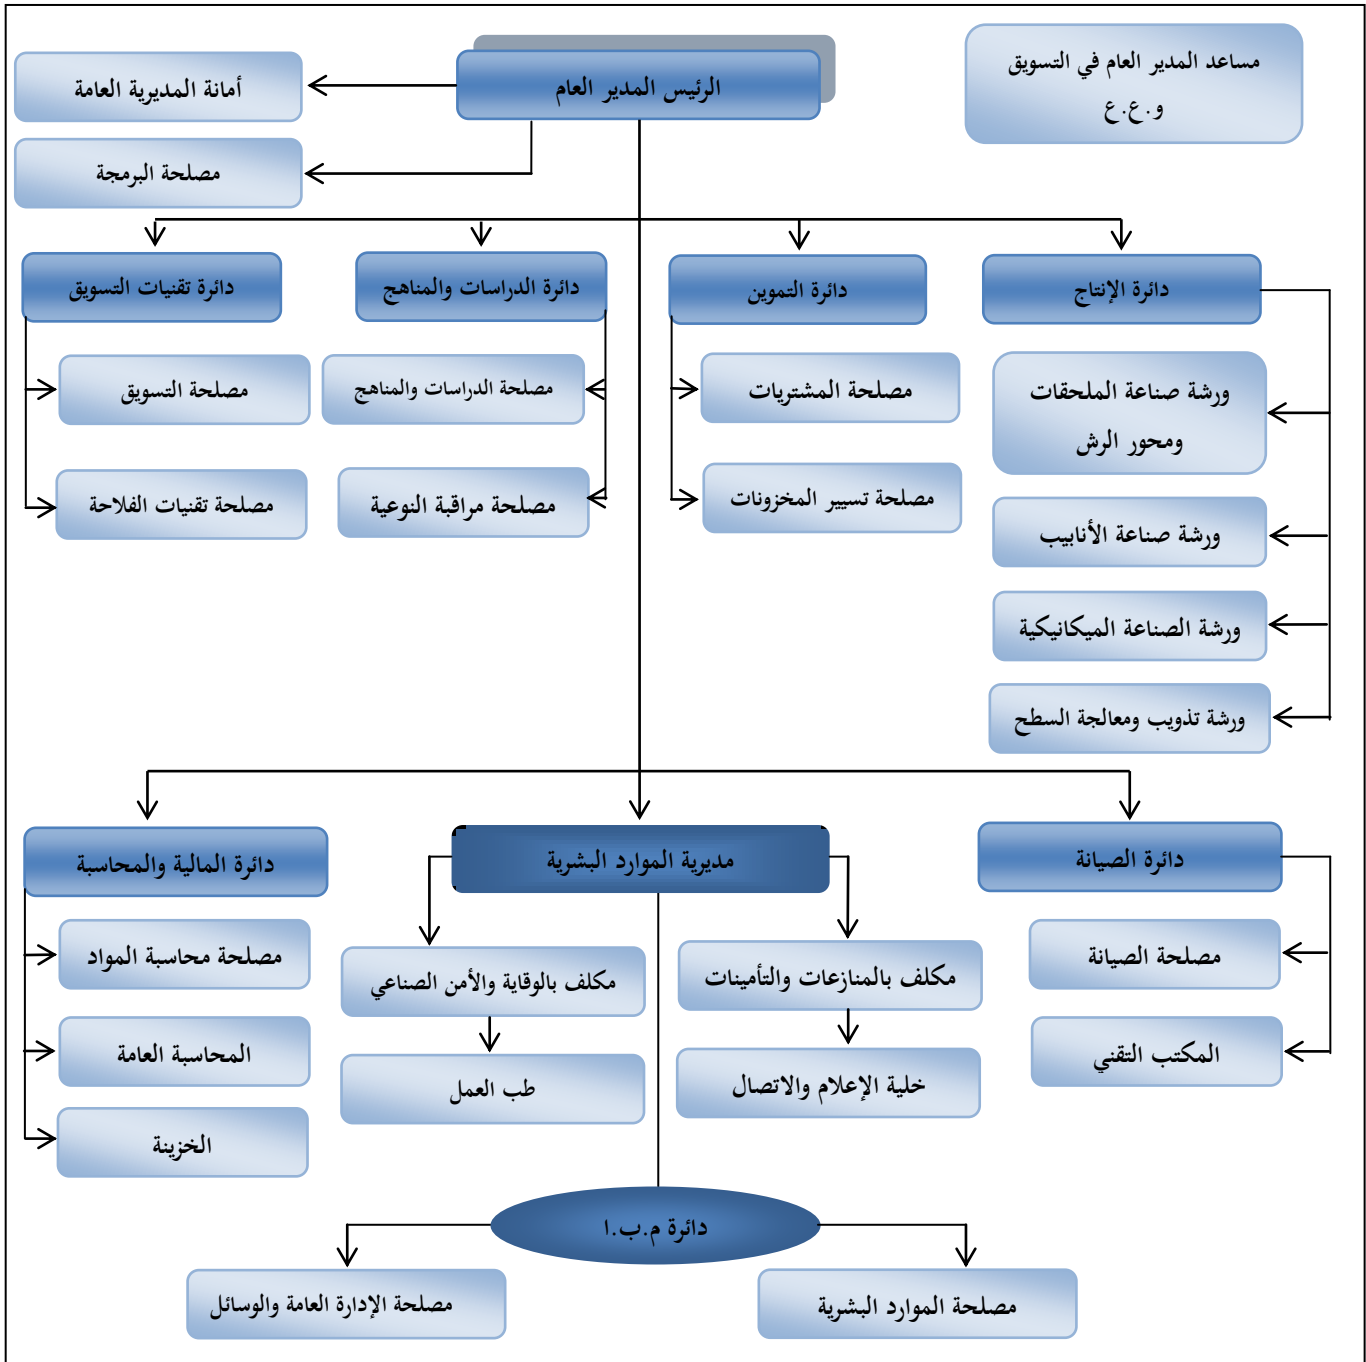 مساعد المدير العام في التسويق
و.ع.ع
الرئيس المدير العام
أمانة المديرية العامة
مصلحة البرمجة
دائرة الإنتاج
دائرة التموين
دائرة الدراسات والمناهج
دائرة تقنيات التسويق
ورشة صناعة الملحقات
ومحور الرش
مصلحة المشتريات
مصلحة الدراسات والمناهج
مصلحة التسويق
مصلحة تسيير المخزونات
مصلحة مراقبة النوعية
مصلحة تقنيات الفلاحة
ورشة صناعة الأنابيب
ورشة الصناعة الميكانيكية
ورشة تذويب ومعالجة السطح
دائرة الصيانة
مديرية الموارد البشرية
دائرة المالية والمحاسبة
مصلحة الصيانة
مكلف بالمنازعات والتأمينات
مكلف بالوقاية والأمن الصناعي
مصلحة محاسبة المواد
المكتب التقني
خلية الإعلام والاتصال
طب العمل
المحاسبة العامة
الخزينة
دائرة م.ب.ا
مصلحة الموارد البشرية
مصلحة الإدارة العامة والوسائل